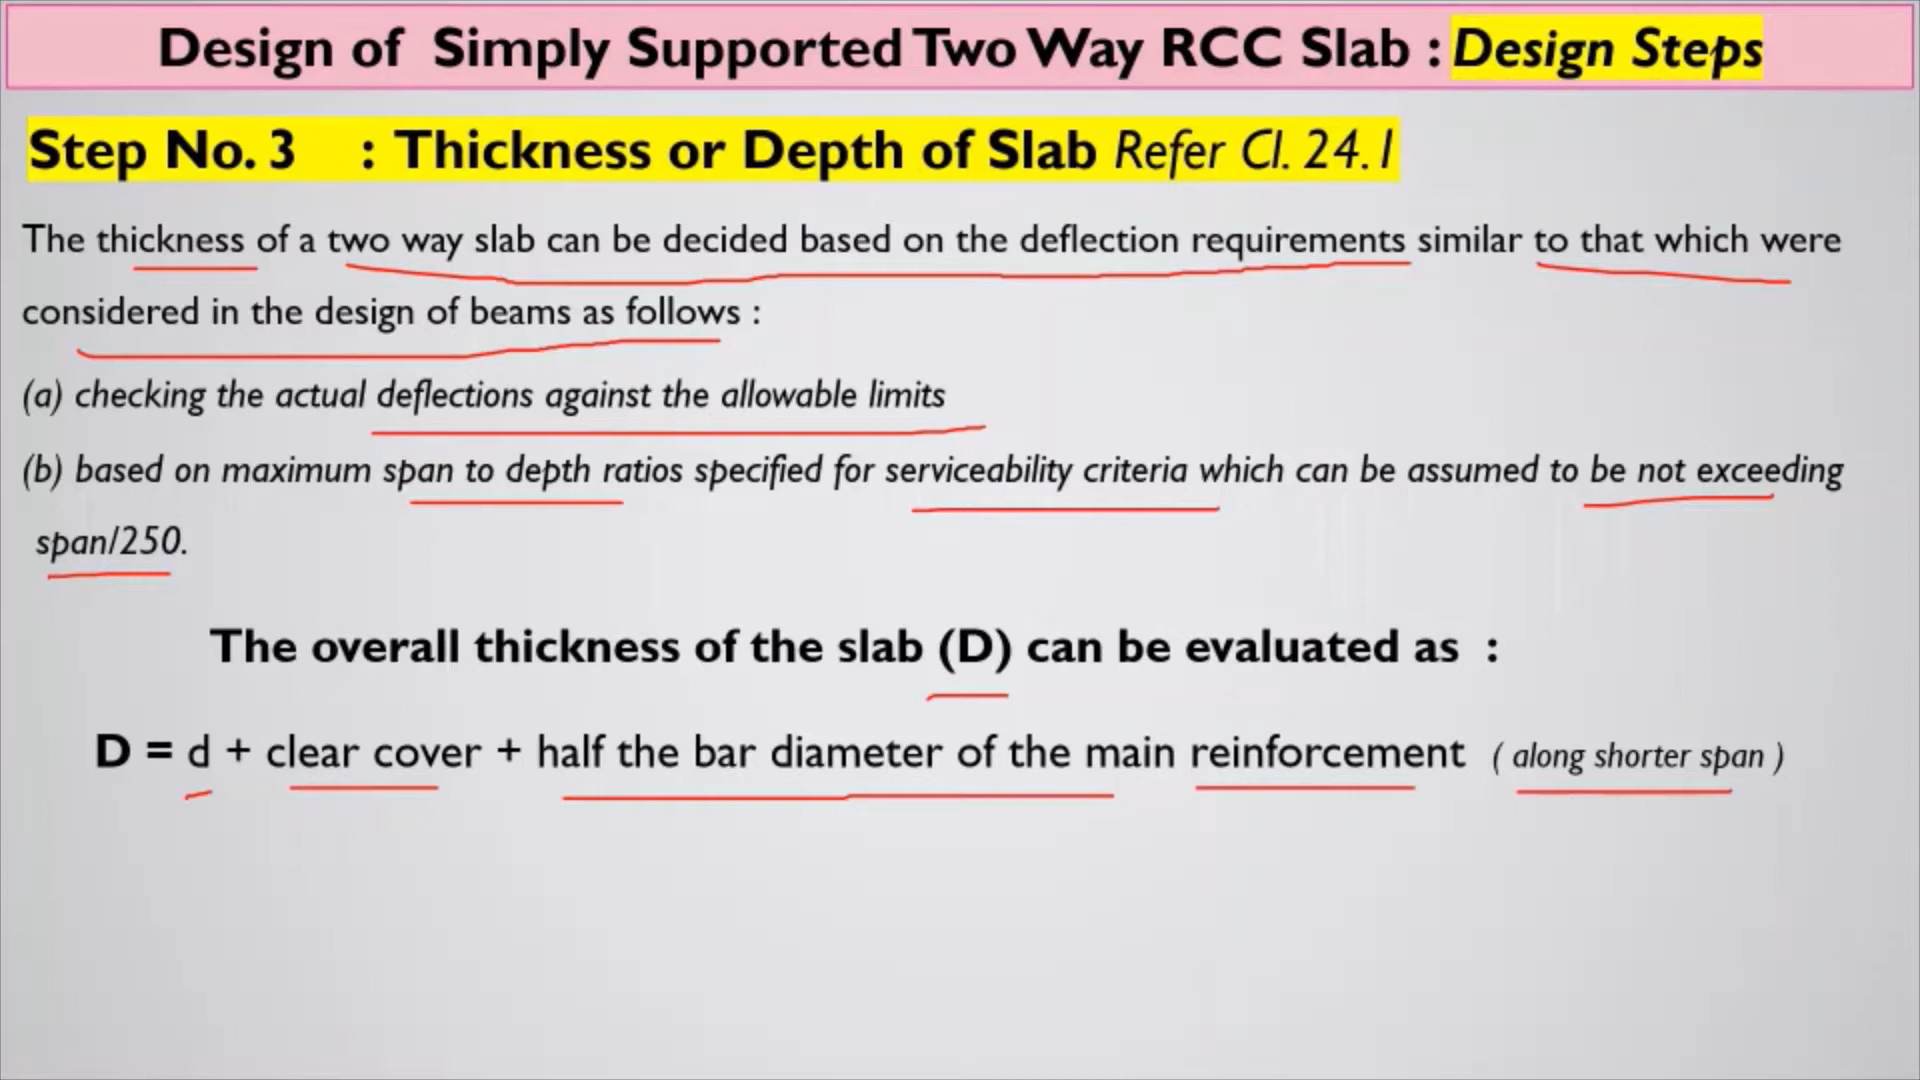 Design of Simply Supported Two Way RCC Slab : Design Steps
Step No. 3 : Thickness or Depth of Slab Refer Cl. 24.1
The thickness of a two way slab can be decided based on the deflection requirements similar to that which were
considered in the design of beams as follows :
(a) checking the actual deflections against the allowable limits
(b) based on maximum span to depth ratios specified for serviceability criteria which can be assumed to be not exceeding
span/250.
The overall thickness of the slab (D) can be evaluated as :
D = d + clear cover + half the bar diameter of the main reinforcement ( along shorter span )